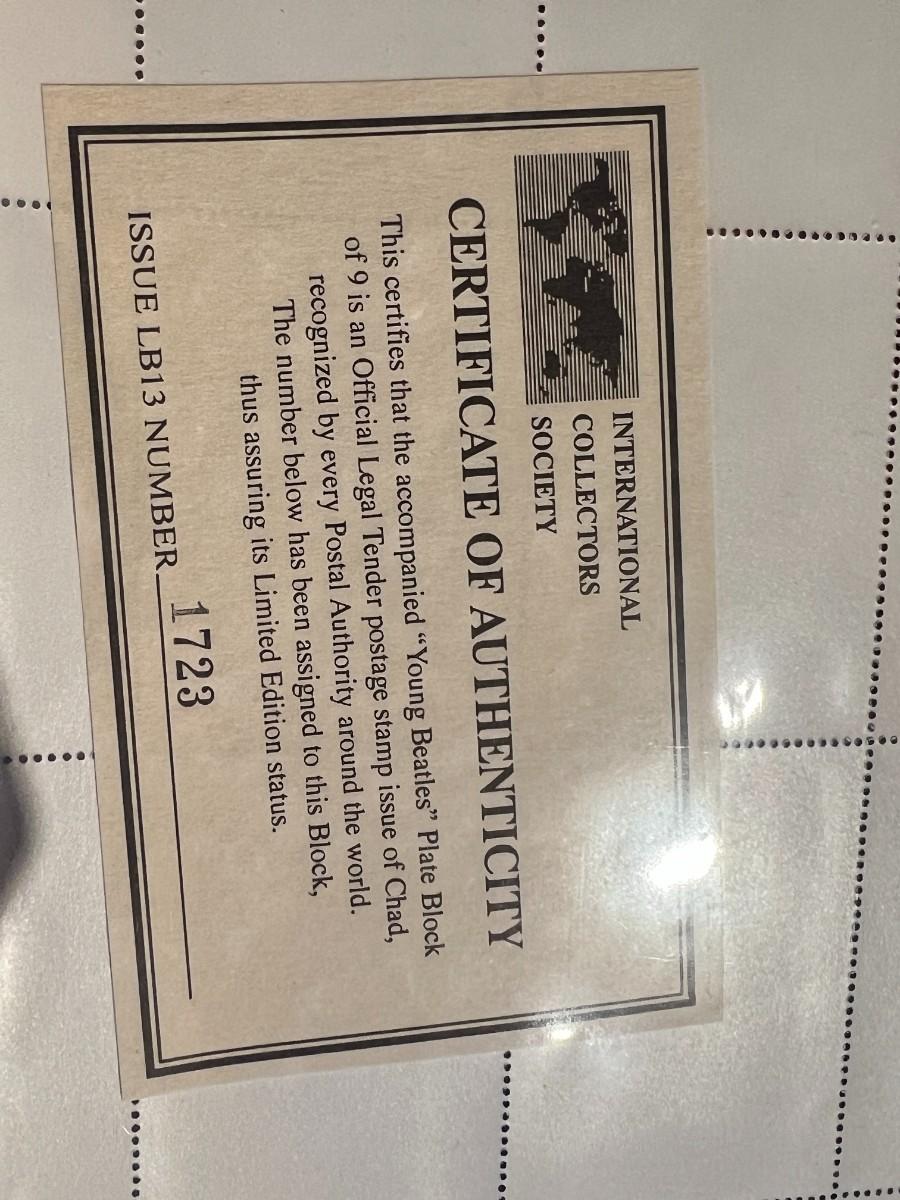 INTERNATIONAL
COLLECTORS
SOCIETY
CERTIFICATE OF AUTHENTICITY
This certifies that the accompanied “Young Beatles” Plate Block
of 9 is an Official Legal Tender postage stamp issue of Chad,
recognized by every Postal Authority around the world.
The number below has been assigned to this Block,
thus assuring its Limited Edition status.
ISSUE LB13 NUMBER 1723